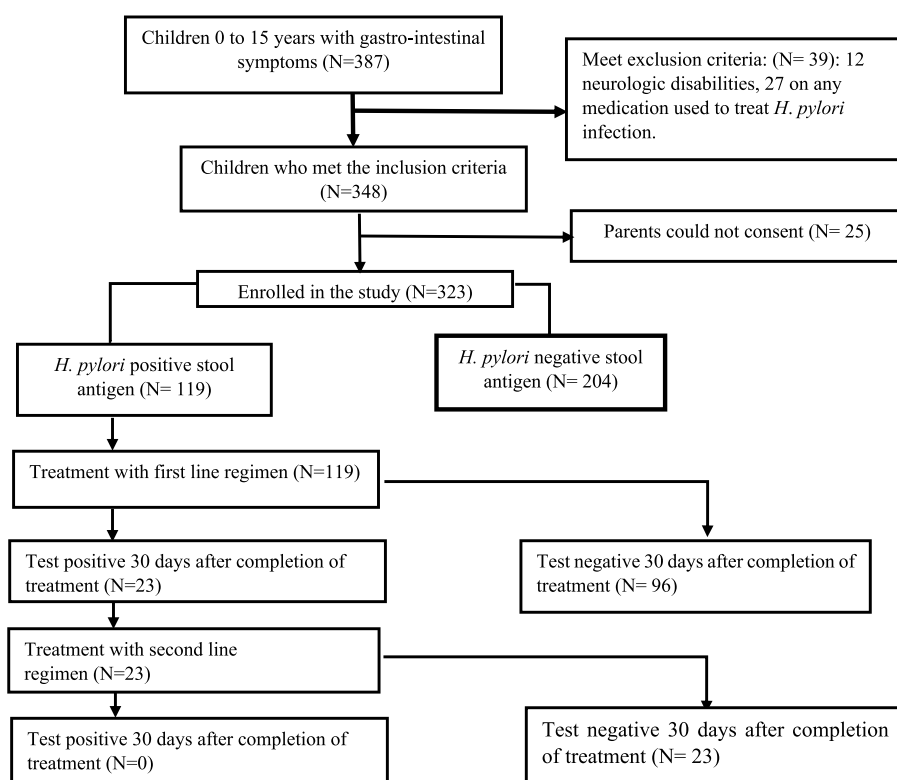 Children 0 to 15 years with gastro-intestinal
symptoms (N=387)
Meet exclusion criteria: (N= 39): 12
neurologic disabilities, 27 on any
medication used to treat H. pylori
infection.
Children who met the inclusion criteria
(N=348)
Parents could not consent (N= 25)
Enrolled in the study (N=323)
H. pylori positive stool
antigen (N= 119)
H. pylori negative stool
antigen (N= 204)
Treatment with first line regimen (N=119)
Test positive 30 days after completion of
treatment (N=23)
Test negative 30 days after completion of
treatment (N= 96)
Treatment with second line
regimen (N=23)
Test positive 30 days after completion of
treatment (N=0)
Test negative 30 days after completion
of treatment (N= 23)